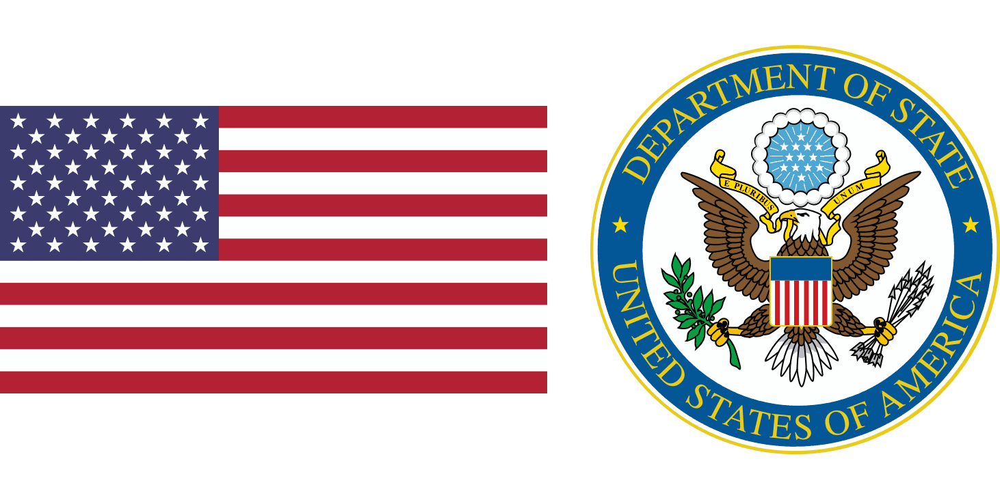 DEPARTMENT OF STATE
E PLURIBUS UNUM
UNITED STATES OF AMERICA